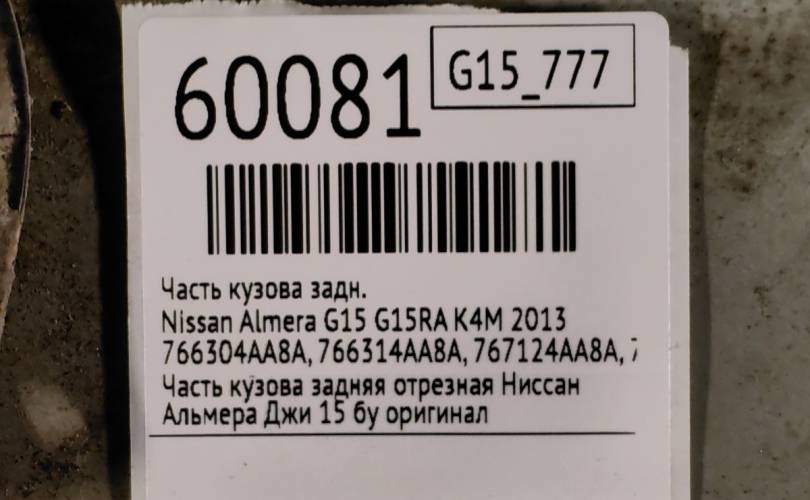 60081
G15_777
Часть кузова задн.
Nissan Almera G15 G15RA K4M 2013
766304AA8A, 766314AA8A, 767124AA8A,
Часть кузова задняя отрезная Ниссан
Альмера Джи 15 бу оригинал